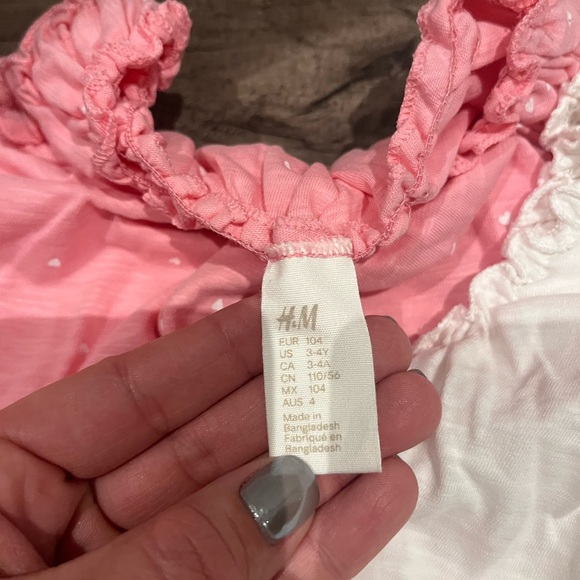 H&M
EUR 104
US 3-4Y
CA 3-4A
CN 110/56
MX 104
AUS 4
Made in
Bangladesh
Fabriqué en
Bangladesh